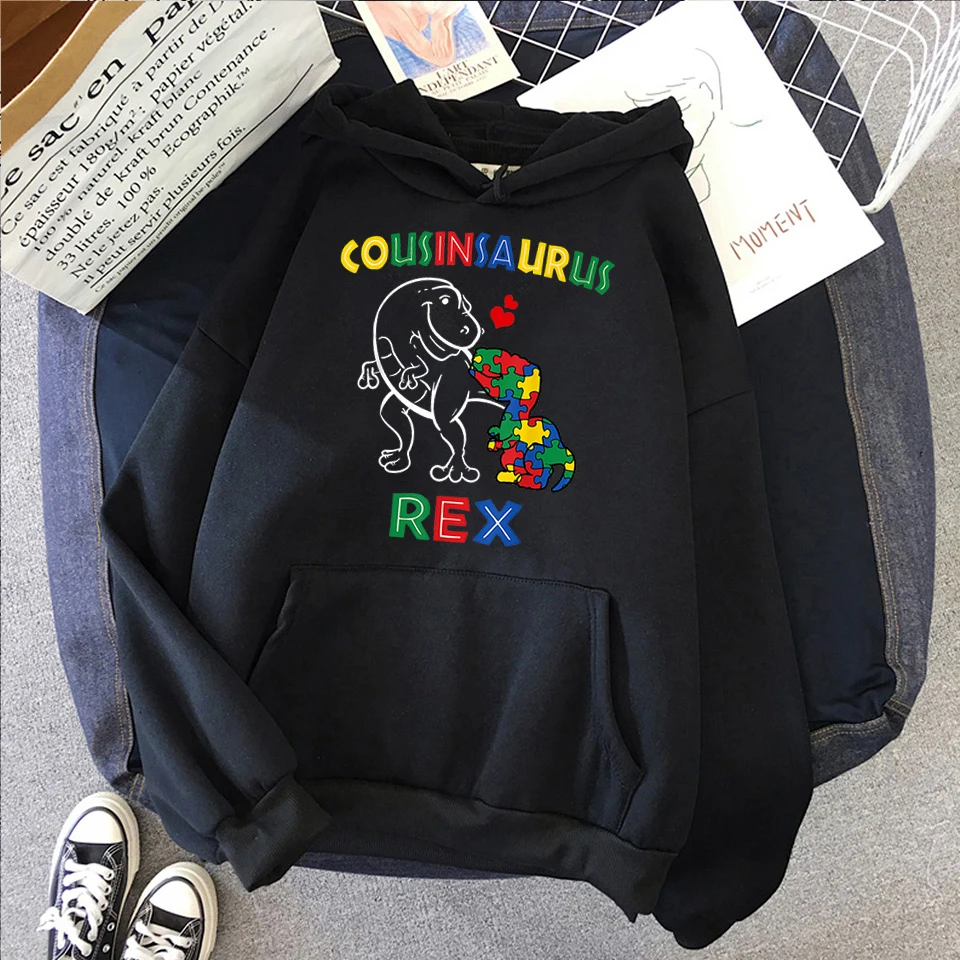 Le sac en pap
Ce sac est fabriqué à partir de
épaisseur 180g/m²; papier végétal,
100% naturel, kraft blanc
doublé de kraft brun Contenance
33 litres, 100% Ecographik.
Ne jetez pas.
Il peut servir plusieurs fois.
L'ART
INDÉPENDANT
MOMENT
COUSINSAURUS
REX